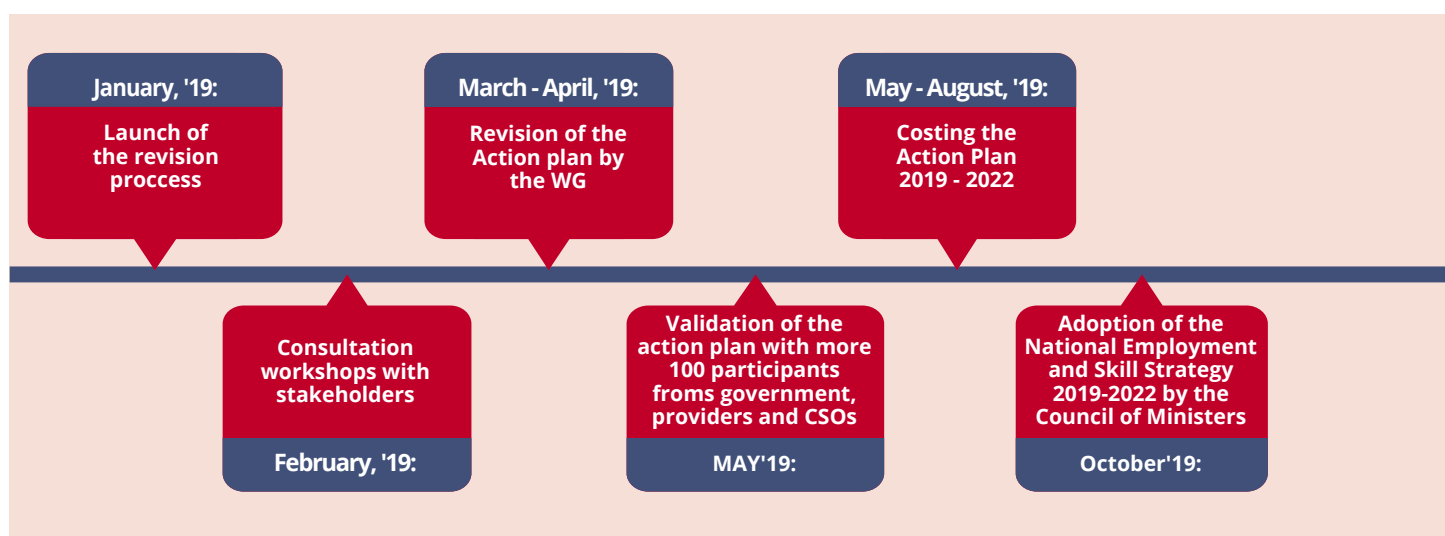 January, '19:
Launch of
the revision
proccess
Consultation
workshops with
stakeholders
February, '19:
March - April, '19:
Revision of the
Action plan by
the WG
Validation of the
action plan with more
100 participants
froms government,
providers and CSOs
MAY'19:
May - August, '19:
Costing the
Action Plan
2019 - 2022
Adoption of the
National Employment
and Skill Strategy
2019-2022 by the
Council of Ministers
October'19: